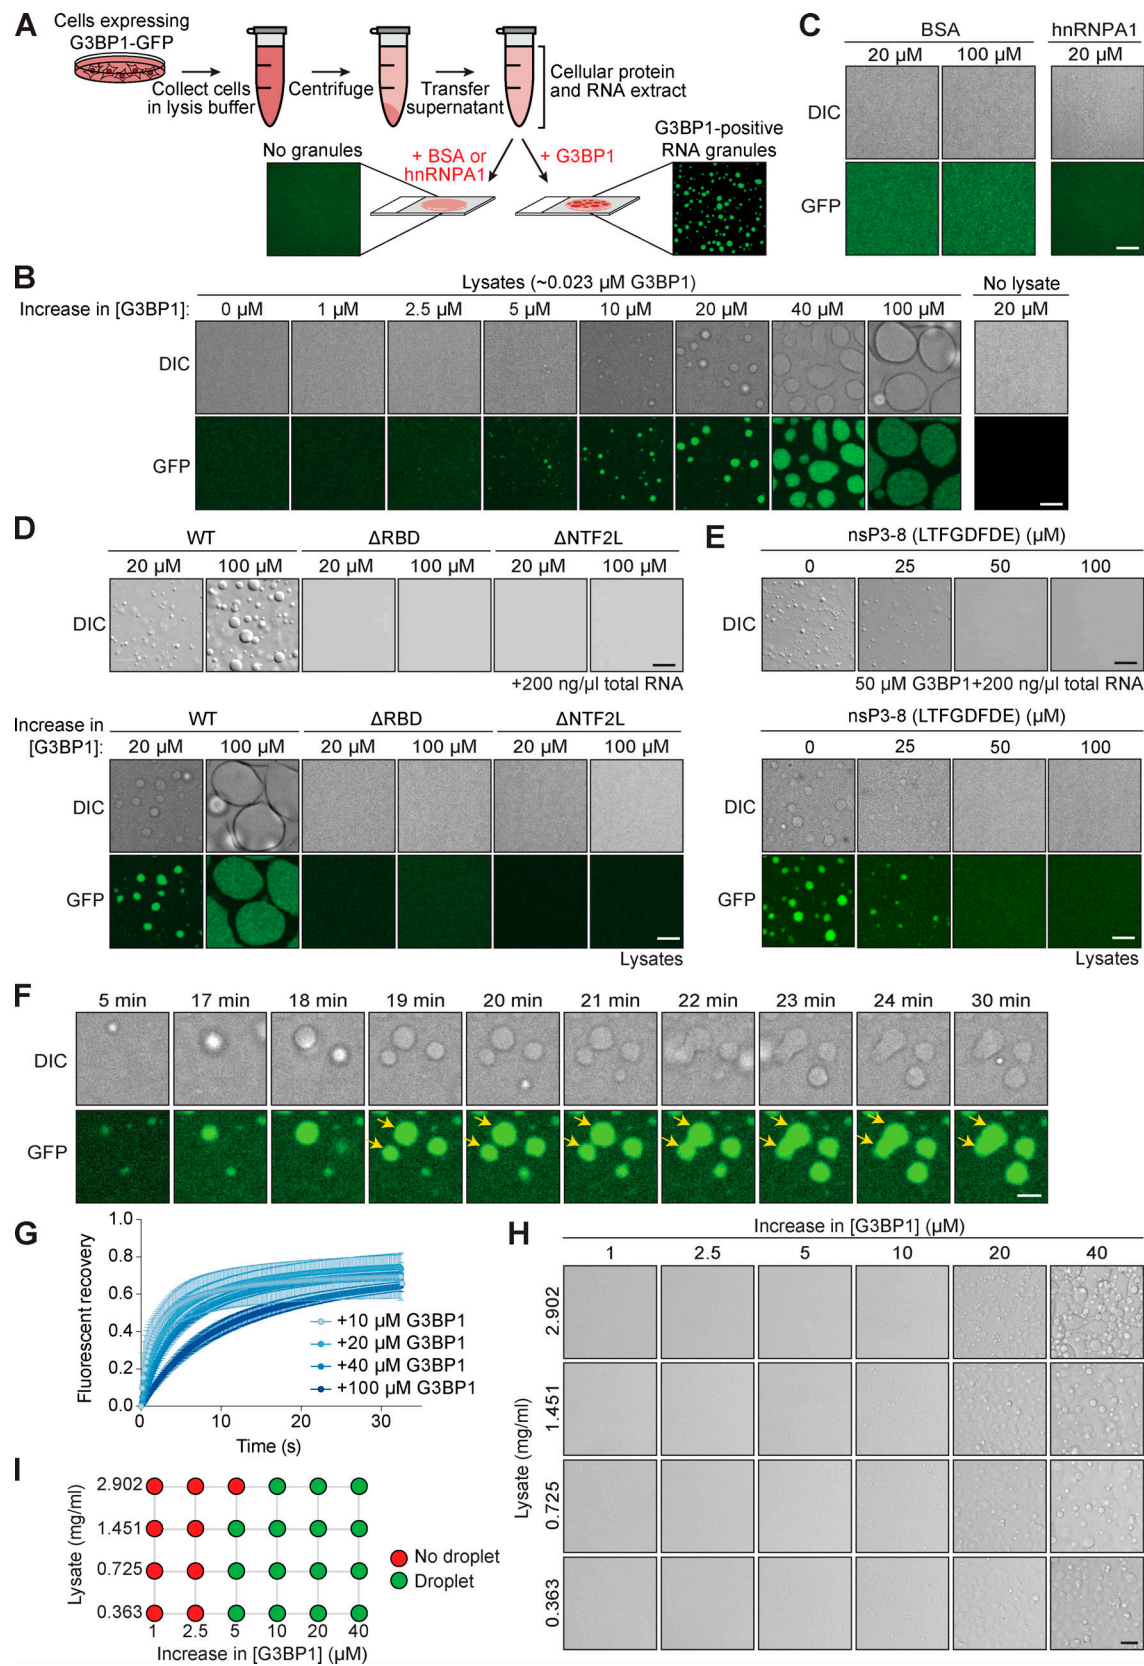 A
Cells expressing
G3BP1-GFP
Collect cells
in lysis buffer
Centrifuge
Transfer
supernatant
Cellular protein
and RNA extract
No granules
+ BSA or
hnRNPA1
+ G3BP1
G3BP1-positive
RNA granules
C
BSA hnRNPA1
20 µM 100 µM 20 µM
DIC
GFP
B
Lysates (~0.023 µM G3BP1) No lysate
Increase in [G3BP1]: 0 µM 1 µM 2.5 µM 5 µM 10 µM 20 µM 40 µM 100 µM 20 µM
DIC
GFP
D
WT ΔRBD ΔNTF2L
20 µM 100 µM 20 µM 100 µM 20 µM 100 µM
DIC
+200 ng/µl total RNA
Increase in
[G3BP1]:
WT ΔRBD ΔNTF2L
20 µM 100 µM 20 µM 100 µM 20 µM 100 µM
DIC
GFP
Lysates
E
nsP3-8 (LTFGDFDE) (µM)
0 25 50 100
DIC
50 µM G3BP1+200 ng/µl total RNA
nsP3-8 (LTFGDFDE) (µM)
0 25 50 100
DIC
GFP
Lysates
F
5 min 17 min 18 min 19 min 20 min 21 min 22 min 23 min 24 min 30 min
DIC
GFP
G
Fluorescent recovery
1.0
0.8
0.6
0.4
0.2
0.0
0 10 20 30
Time (s)
+10 µM G3BP1
+20 µM G3BP1
+40 µM G3BP1
+100 µM G3BP1
H
Increase in [G3BP1] (µM)
1 2.5 5 10 20 40
Lysate (mg/ml)
2.902
1.451
0.725
0.363
I
Lysate (mg/ml)
2.902
1.451
0.725
0.363
1 2.5 5 10 20 40
Increase in [G3BP1] (µM)
No droplet
Droplet